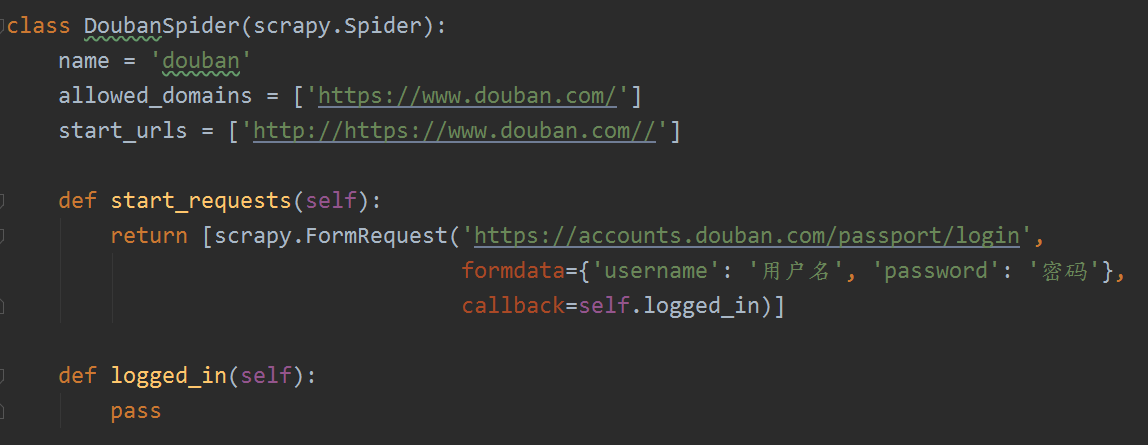 class DoubanSpider(scrapy.Spider):
    name = 'douban'
    allowed_domains = ['https://www.douban.com/']
    start_urls = ['http://https://www.douban.com//']

    def start_requests(self):
        return [scrapy.FormRequest('https://accounts.douban.com/passport/login',
                                   formdata={'username': '用户名', 'password': '密码'},
                                   callback=self.logged_in)]

    def logged_in(self):
        pass